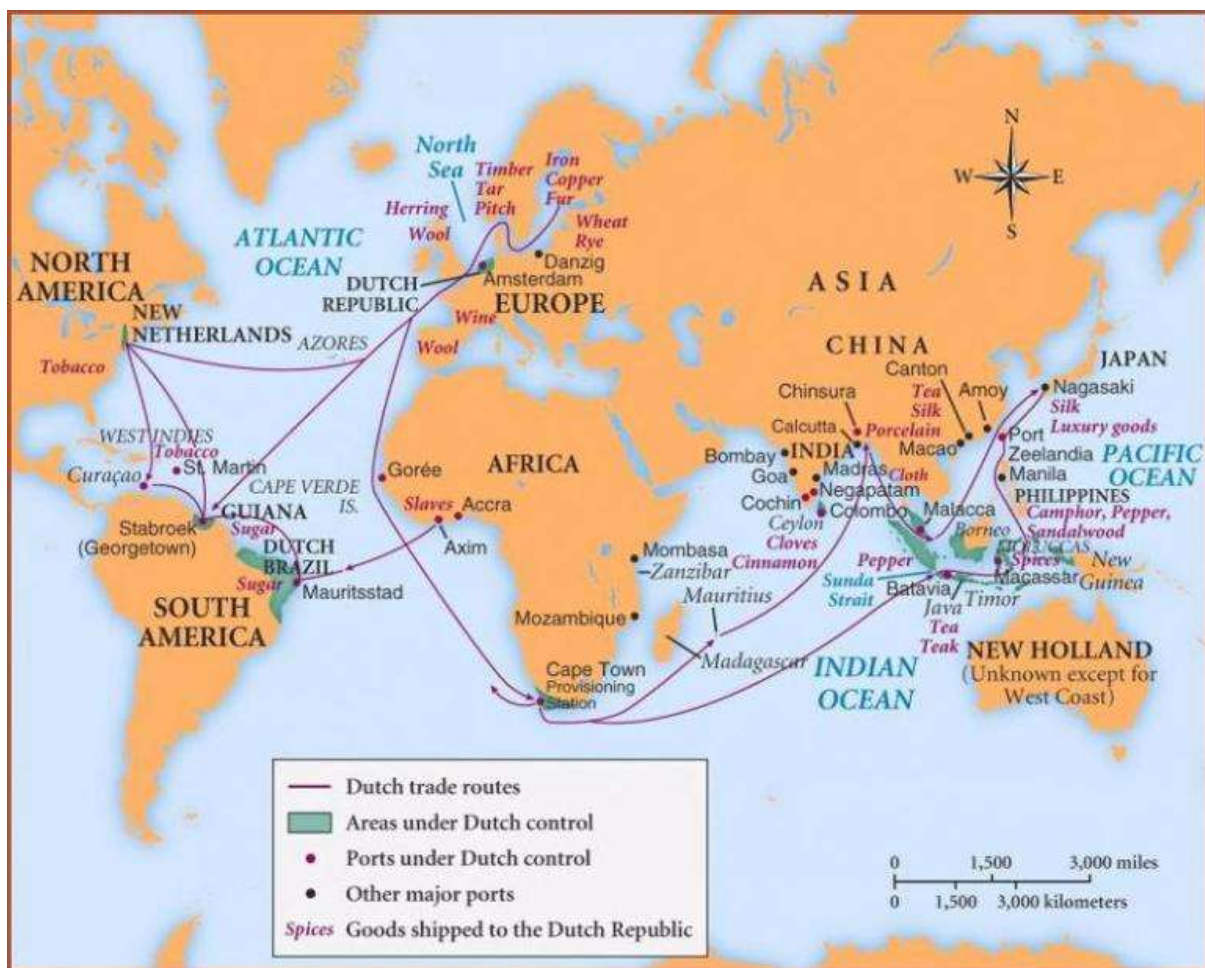 N
W
E
S
North
Sea
Timber
Tar
Pitch
Iron
Copper
Fur
Herring
Wool
Wheat
Rye
ATLANTIC
OCEAN
Danzig
Amsterdam
DUTCH
REPUBLIC
EUROPE
NORTH
AMERICA
NEW
NETHERLANDS
AZORES
Wine
Wool
Tobacco
ASIA
CHINA
JAPAN
Canton
Amoy
Nagasaki
Chinsura
Tea
Silk
Porcelain
Silk
Luxury goods
Calcutta
Macao
Port
Zeelandia
PACIFIC
OCEAN
WEST INDIES
Tobacco
St. Martin
Curaçao
Gorée
AFRICA
Bombay
INDIA
Goa
Madras
Cloth
Manila
CAPE VERDE
IS.
Slaves
Accra
Cochin
Negapatam
Colombo
Malacca
PHILIPPINES
Camphor, Pepper,
Sandalwood
Stabroek
(Georgetown)
GUIANA
Sugar
Axim
Ceylon
Cloves
Cinnamon
Borneo
MOLUCCAS
Spices
DUTCH
BRAZIL
Sugar
Mauritsstad
Mombasa
Zanzibar
Pepper
Macassar
New
Guinea
SOUTH
AMERICA
Mauritius
Sunda
Strait
Batavia
Java
Timor
Mozambique
Tea
Teak
Madagascar
NEW HOLLAND
(Unknown except for
West Coast)
Cape Town
Provisioning
Station
INDIAN
OCEAN
Dutch trade routes
Areas under Dutch control
Ports under Dutch control
Other major ports
Spices Goods shipped to the Dutch Republic
0 1,500 3,000 miles
0 1,500 3,000 kilometers